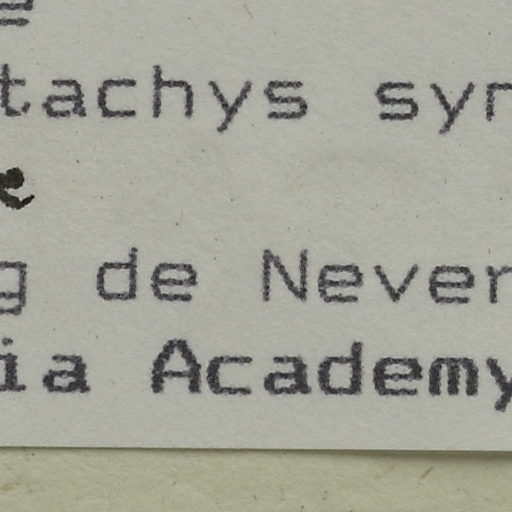 tachys syn
e
g de Never
ia Academy